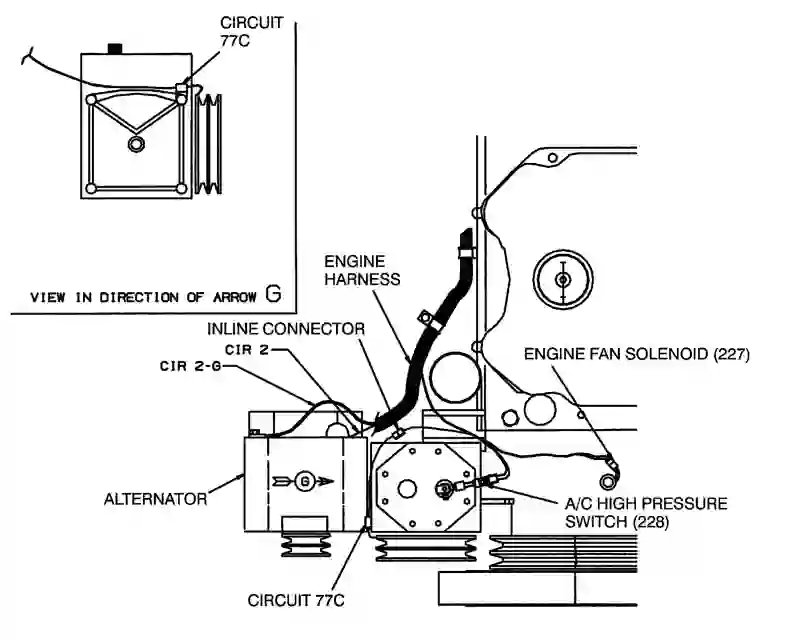 CIRCUIT
77C
VIEW IN DIRECTION OF ARROW G
ENGINE
HARNESS
INLINE CONNECTOR
CIR 2
CIR 2-G
ENGINE FAN SOLENOID (227)
G
ALTERNATOR
A/C HIGH PRESSURE
SWITCH (228)
CIRCUIT 77C